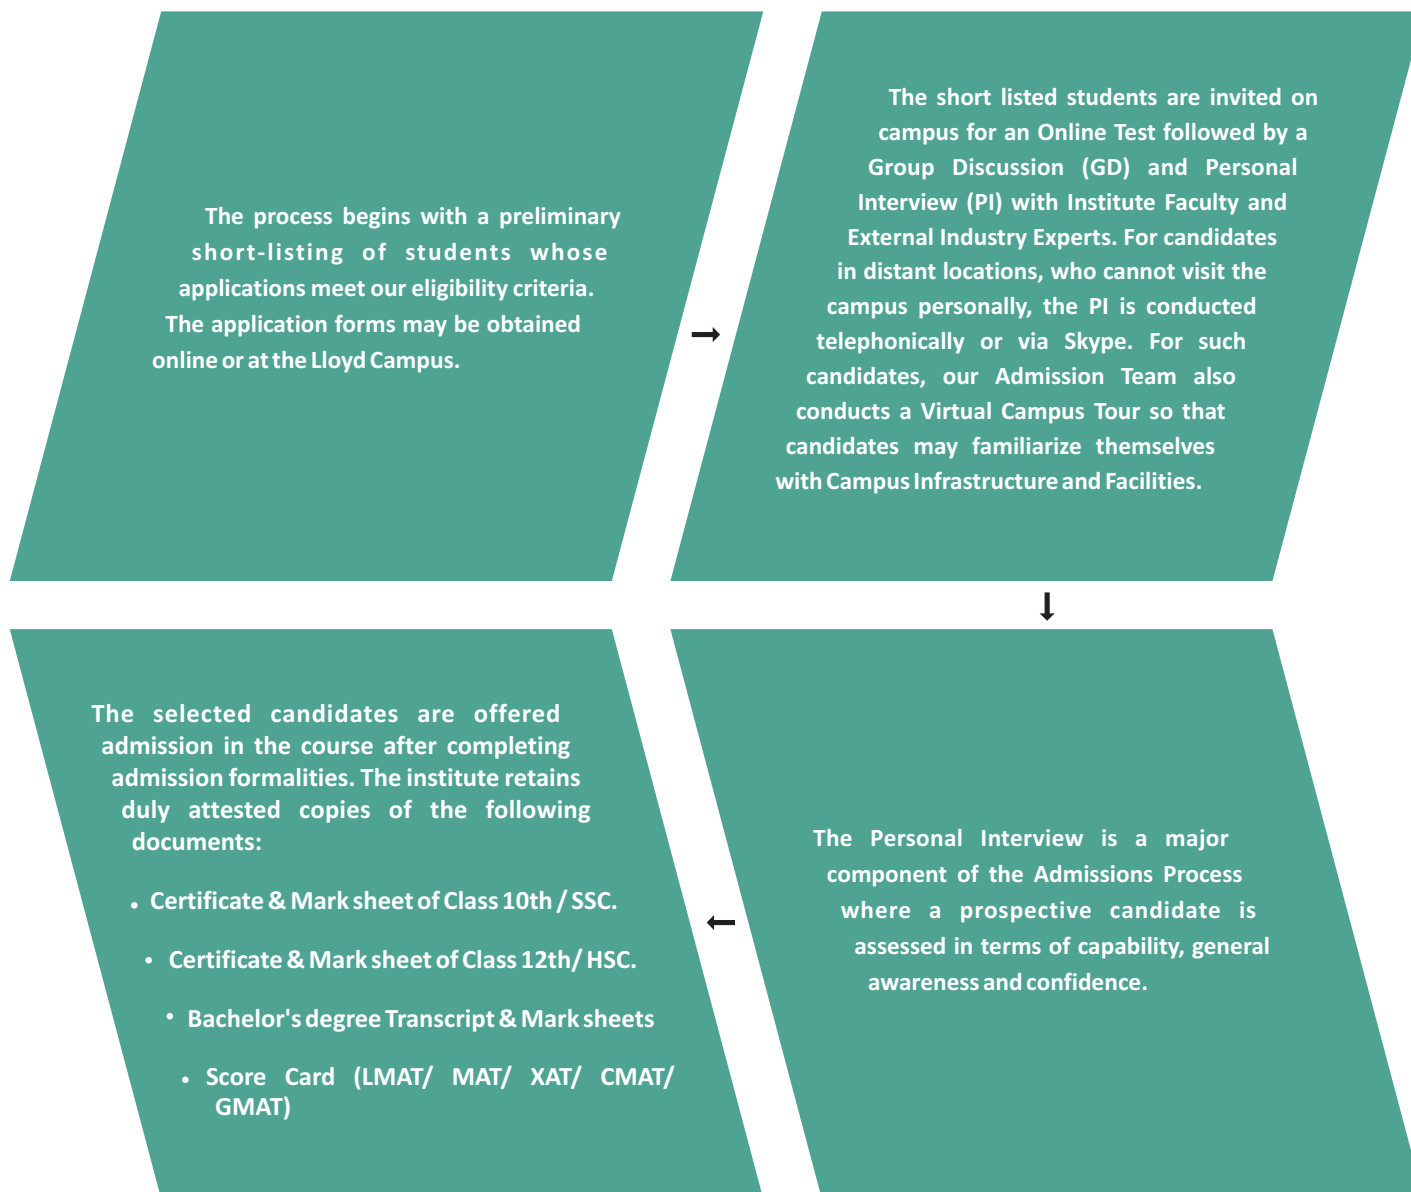 The process begins with a preliminary
short-listing of students whose
applications meet our eligibility criteria.
The application forms may be obtained
online or at the Lloyd Campus.
The short listed students are invited on
campus for an Online Test followed by a
Group Discussion (GD) and Personal
Interview (PI) with Institute Faculty and
External Industry Experts. For candidates
in distant locations, who cannot visit the
campus personally, the PI is conducted
telephonically or via Skype. For such
candidates, our Admission Team also
conducts a Virtual Campus Tour so that
candidates may familiarize themselves
with Campus Infrastructure and Facilities.
The Personal Interview is a major
component of the Admissions Process
where a prospective candidate is
assessed in terms of capability, general
awareness and confidence.
The selected candidates are offered
admission in the course after completing
admission formalities. The institute retains
duly attested copies of the following
documents:
• Certificate & Mark sheet of Class 10th / SSC.
• Certificate & Mark sheet of Class 12th/ HSC.
• Bachelor's degree Transcript & Mark sheets
• Score Card (LMAT/ MAT/ XAT/ CMAT/
GMAT)